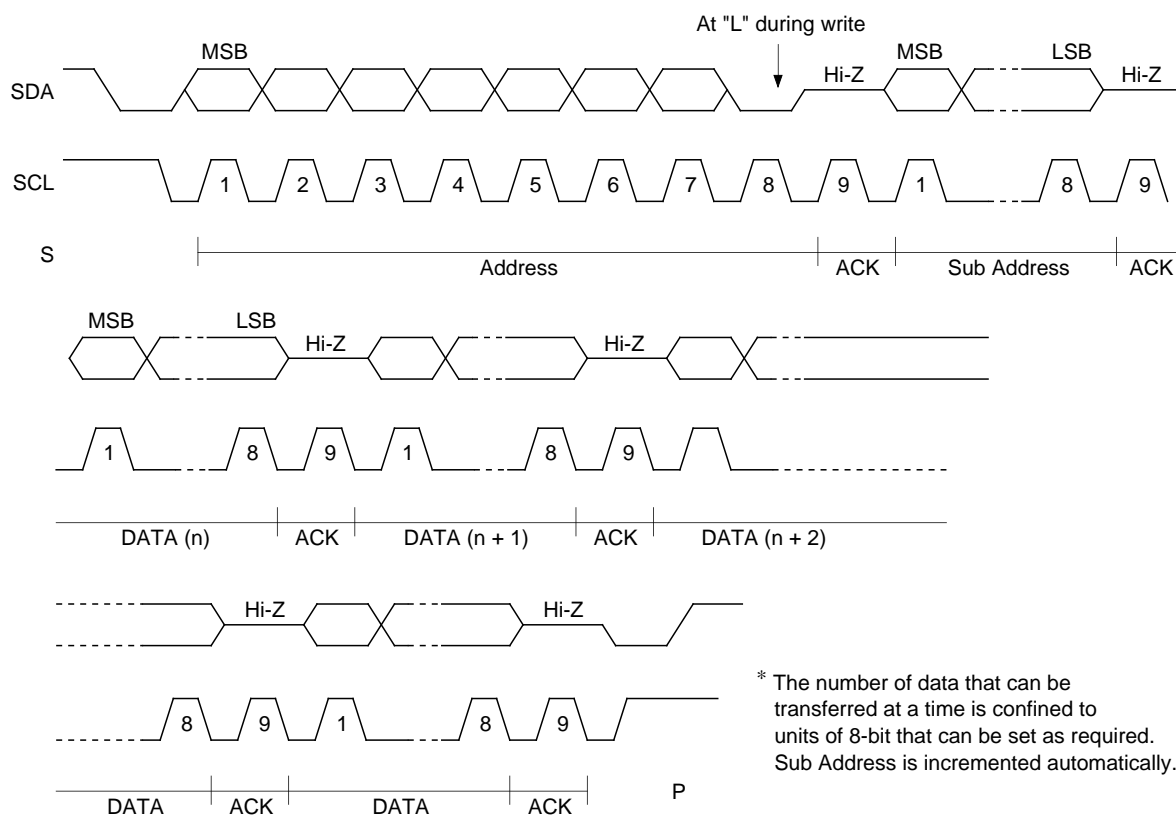 At "L" during write
MSB Hi-Z MSB LSB Hi-Z
SDA
SCL 1 2 3 4 5 6 7 8 9 1 8 9
S Address ACK Sub Address ACK
MSB LSB Hi-Z Hi-Z
1 8 9 1 8 9
DATA (n) ACK DATA (n + 1) ACK DATA (n + 2)
Hi-Z Hi-Z
8 9 1 8 9
DATA ACK DATA ACK P
* The number of data that can be
transferred at a time is confined to
units of 8-bit that can be set as required.
Sub Address is incremented automatically.